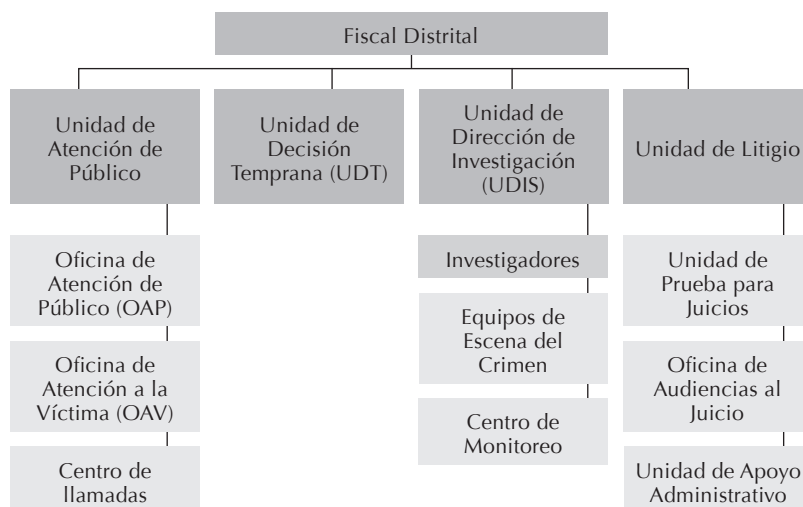 Fiscal Distrital
Unidad de
Atención de
Público
Unidad de
Decisión
Temprana (UDT)
Unidad de
Dirección de
Investigación
(UDIS)
Unidad de Litigio
Oficina de
Atención de
Público (OAP)
Oficina de
Atención a la
Víctima (OAV)
Centro de
llamadas
Investigadores
Equipos de
Escena del
Crimen
Centro de
Monitoreo
Unidad de
Prueba para
Juicios
Oficina de
Audiencias al
Juicio
Unidad de Apoyo
Administrativo